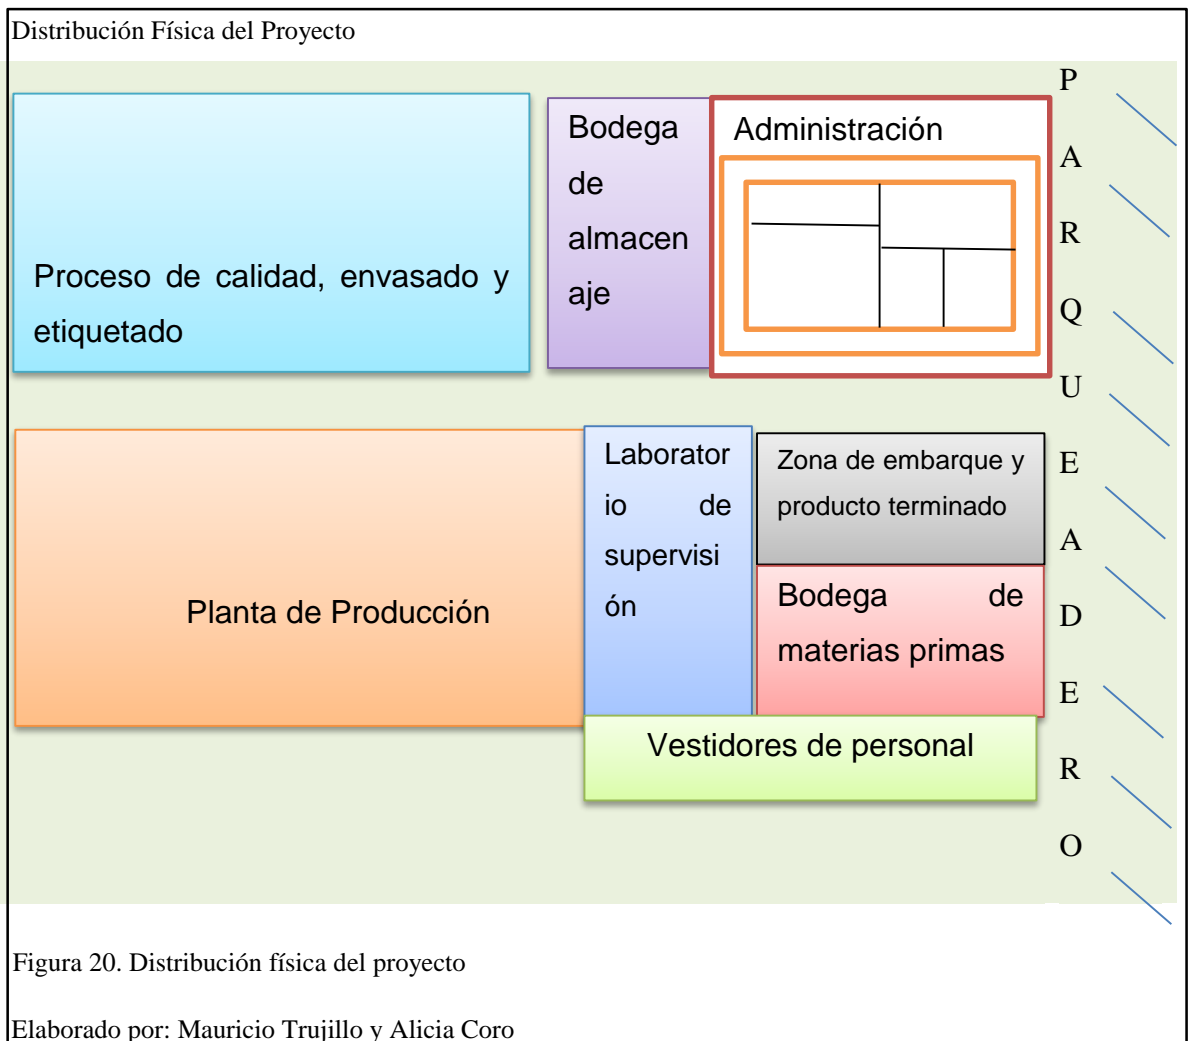 Distribución Física del Proyecto
Proceso de calidad, envasado y
etiquetado
Bodega
de
almacen
aje
Administración
P
A
R
Q
U
E
A
D
E
R
O
Planta de Producción
Laborator
io de
supervisi
ón
Zona de embarque y
producto terminado
Bodega de
materias primas
Vestidores de personal
Figura 20. Distribución física del proyecto
Elaborado por: Mauricio Trujillo y Alicia Coro